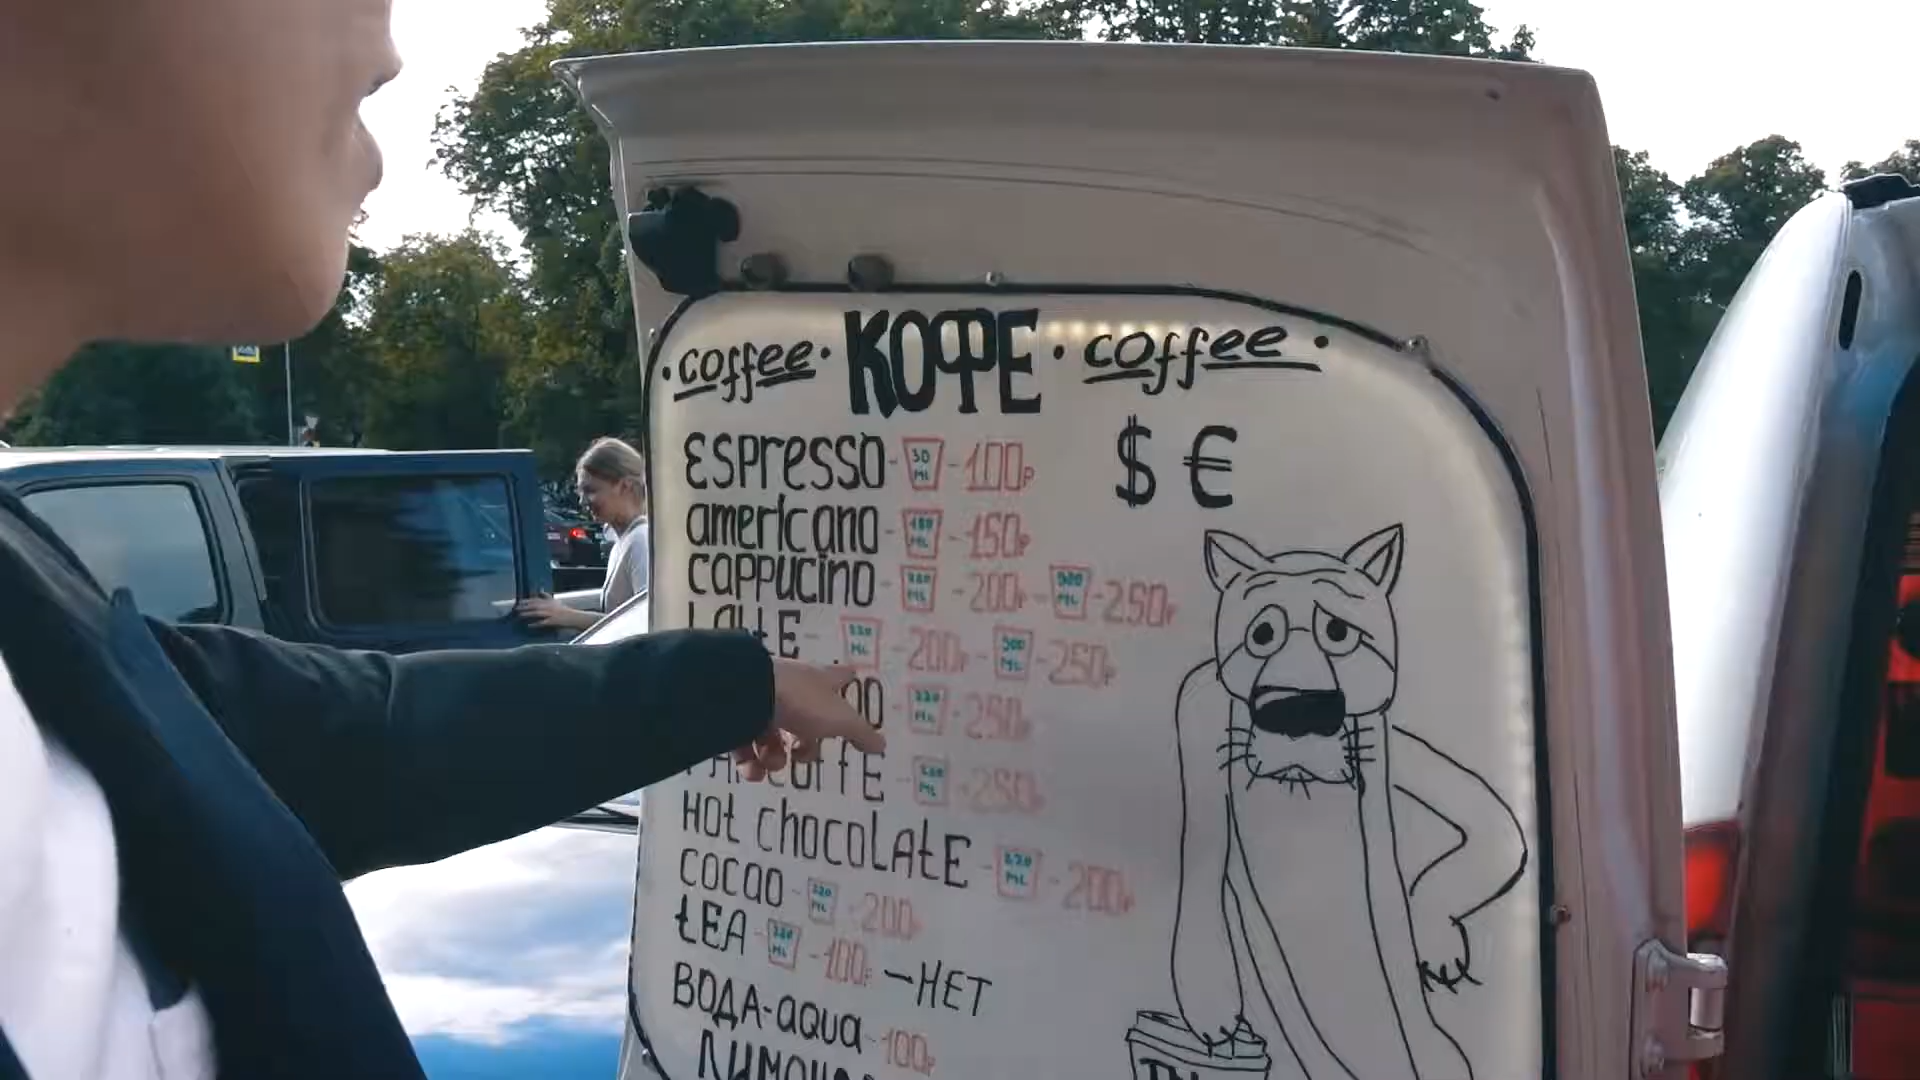 ·coffee· КОФЕ ·coffee·
$ €
Espresso - 30 ML - 100р
americano - 180 ML - 150р
cappucino - 220 ML - 200р - 300 ML - 250р
LattE - 220 ML - 200р - 300 ML - 250р
220 ML - 250р
220 ML - 250р
Hot chocoLAtE - 220 ML - 200р
cocao - 220 ML - 200р
tEA - 220 ML - 100р - НЕТ
ВОДА-aqua - 100р